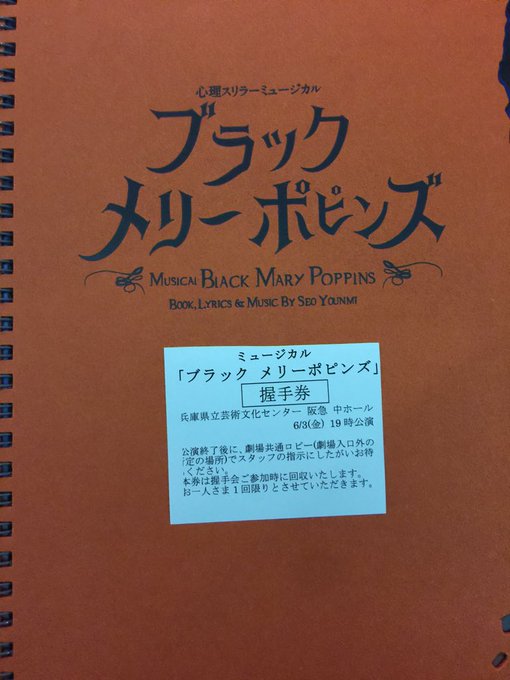 心理スリラーミュージカル
ブラック
メリーポピンズ
MUSICAL BLACK MARY POPPINS
BOOK, LYRICS & MUSIC BY SEO YOUNMI
ミュージカル
「ブラック メリーポピンズ」
握手券
兵庫県立芸術文化センター 阪急 中ホール
6/3(金) 19時公演
公演終了後に、劇場共通ロビー(劇場入口外の
定の場所)でスタッフの指示にしたがいお待
ください。
本券は握手会ご参加時に回収いたします。
お一人さま1回限りとさせていただきます。